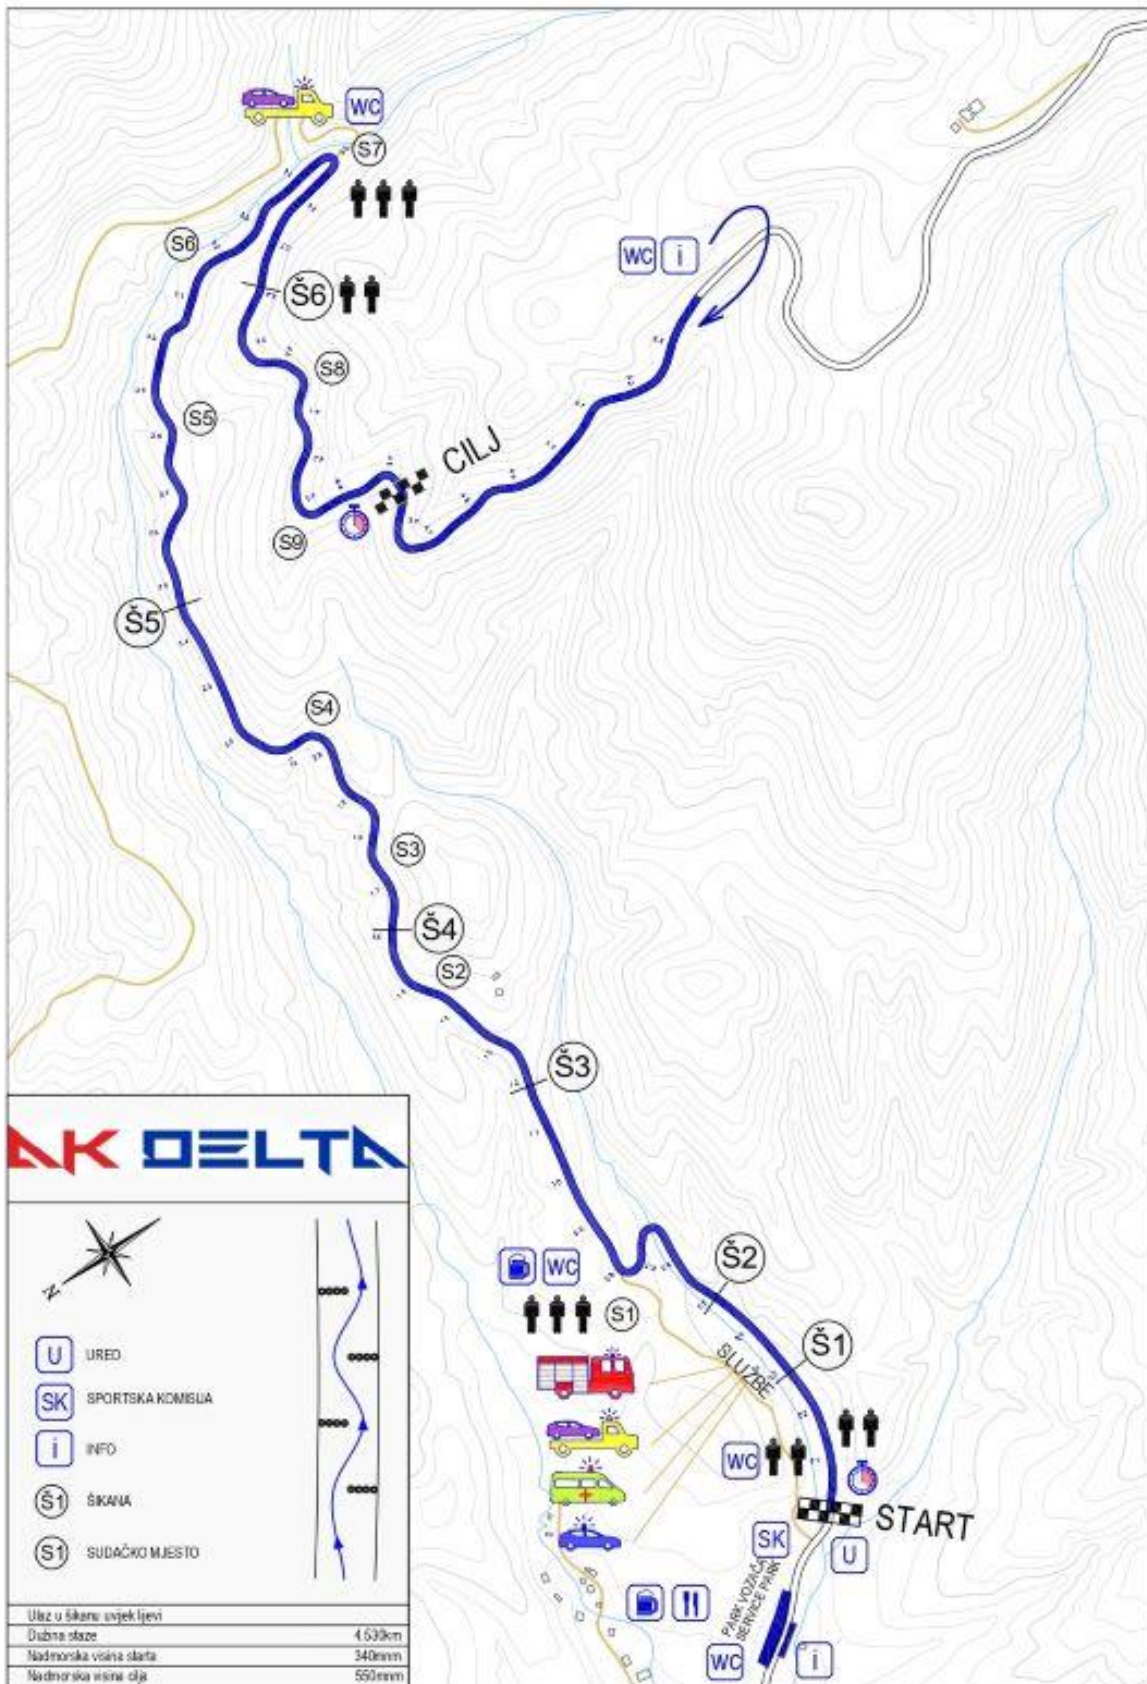 WC
S7
S6
WC i
Š6
S8
S5
CILJ
S9
Š5
S4
S3
Š4
S2
Š3
AK DELTA
N
U URED
SK SPORTSKA KOMISIJA
i INFO
Š1 ŠIKANA
S1 SUDAČKO MJESTO
Ulaz u šikanu uvjek lijevi
Dužina staze 4.530km
Nadmorska visina starta 340mnm
Nadmorska visina cilja 550mnm
Š2
WC
S1
Š1
SLUŽBE
WC
START
SK
U
PARK VOZAČA
SERVICE PARK
WC
i